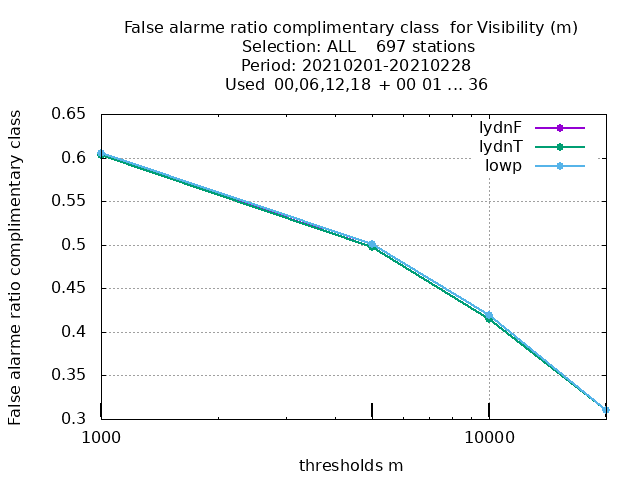 False alarme ratio complimentary class  for Visibility (m)
Selection: ALL    697 stations
Period: 20210201-20210228
Used  00,06,12,18  + 00 01 ... 36
False alarme ratio complimentary class
0.65
0.6
0.55
0.5
0.45
0.4
0.35
0.3
lydnF
lydnT
lowp
1000
10000
thresholds m